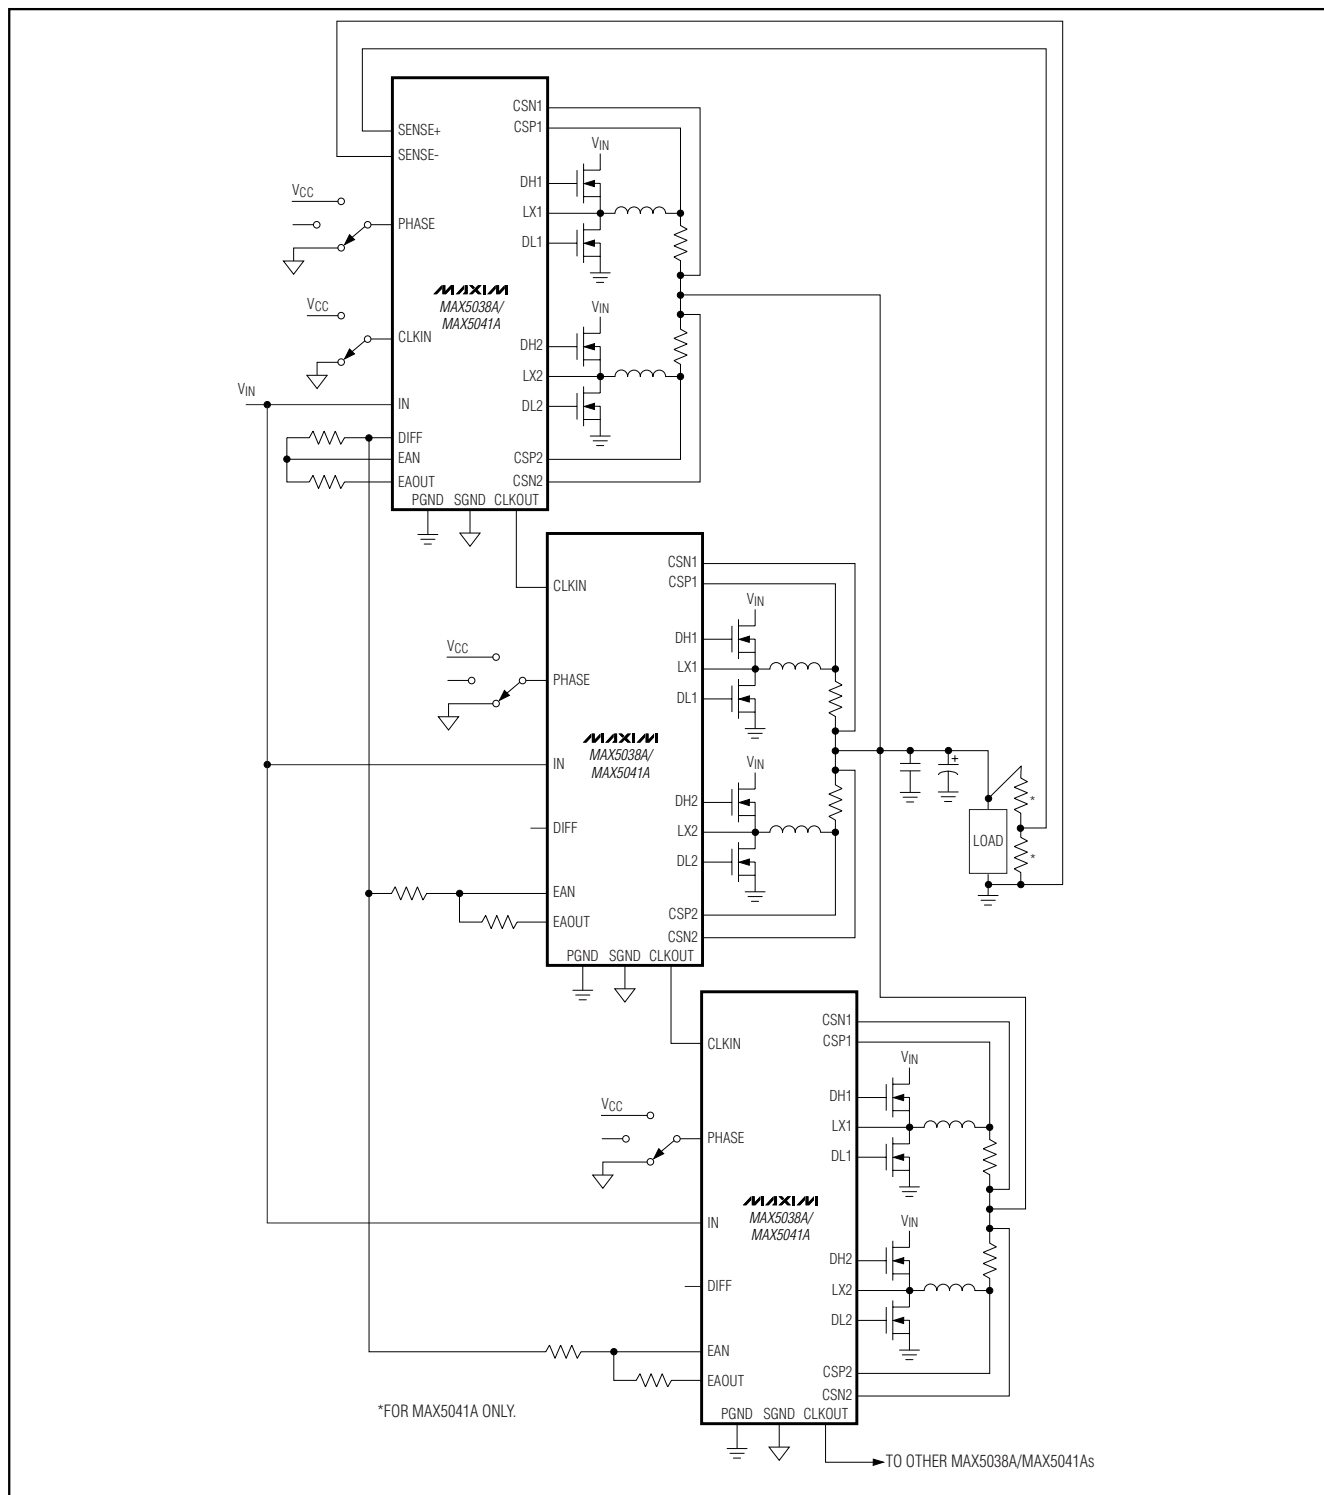 CSN1
SENSE+
CSP1
SENSE-
VIN
DH1
VCC
LX1
PHASE
DL1
MAXIM
MAX5038A/
MAX5041A
VCC
VIN
CLKIN
DH2
LX2
VIN
IN
DL2
DIFF
EAN
CSP2
EAOUT
CSN2
PGND SGND CLKOUT
CSN1
CLKIN
CSP1
VIN
DH1
VCC
LX1
PHASE
DL1
MAXIM
MAX5038A/
MAX5041A
IN
VIN
+
DH2
*
DIFF
LX2
LOAD
DL2
*
EAN
CSP2
EAOUT
CSN2
PGND SGND CLKOUT
CSN1
CLKIN
CSP1
VIN
DH1
VCC
LX1
PHASE
DL1
MAXIM
MAX5038A/
MAX5041A
IN
VIN
DH2
DIFF
LX2
DL2
EAN
CSP2
EAOUT
CSN2
*FOR MAX5041A ONLY.
PGND SGND CLKOUT
TO OTHER MAX5038A/MAX5041As